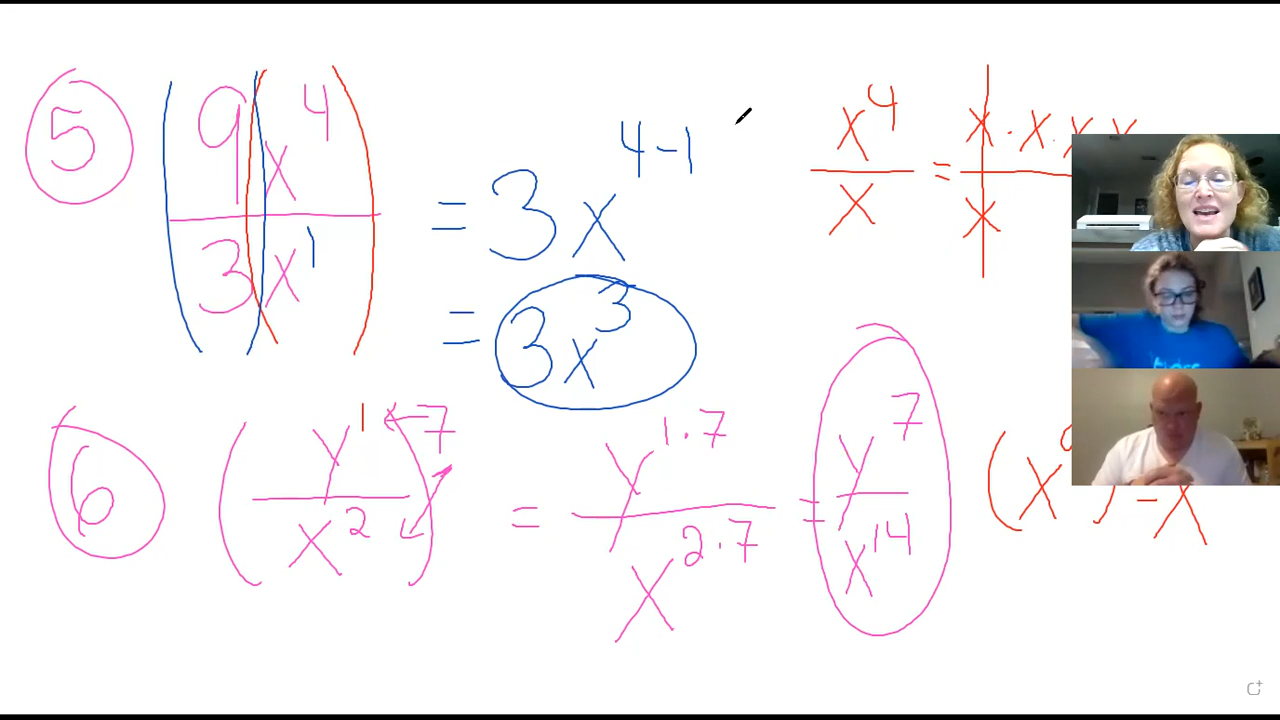 5 9x^4 / 3x^1 = 3x^(4-1)
= 3x^3
x^4 / x = x · x · x · x / x
6 (y^1 / x^2)^7 = y^(1·7) / x^(2·7) = y^7 / x^14
(x ) = x